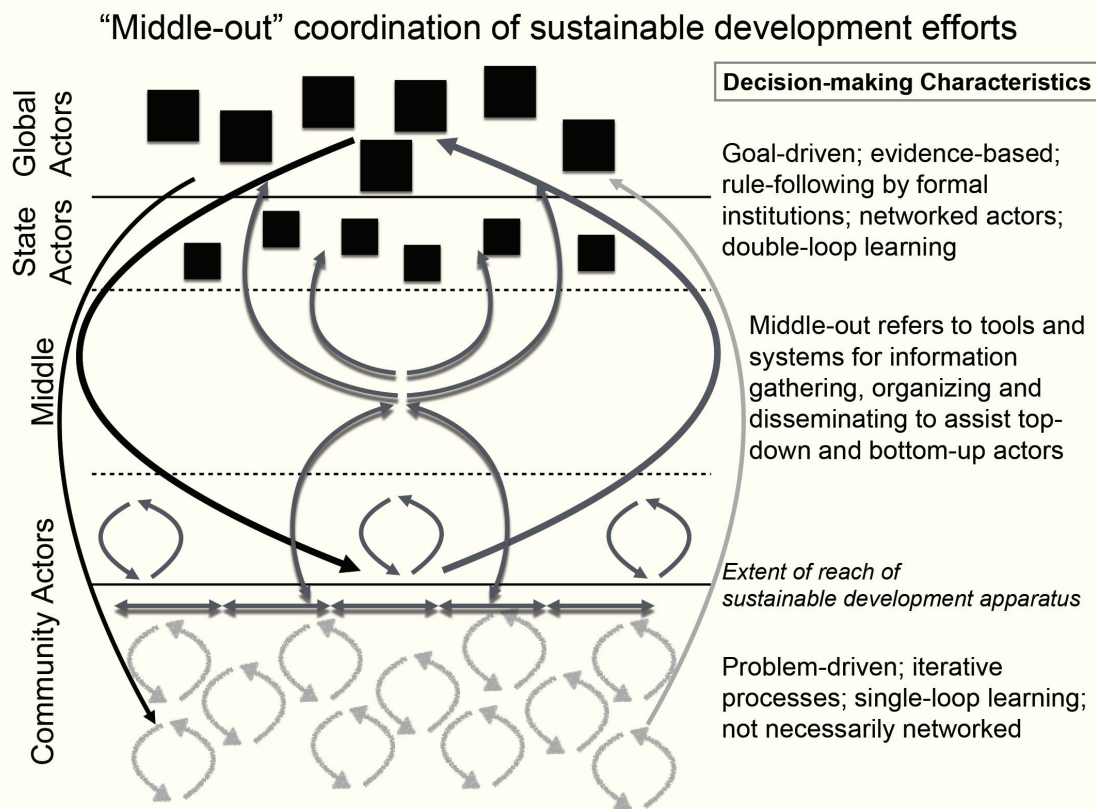 “Middle-out” coordination of sustainable development efforts
Decision-making Characteristics
Global
Actors
Goal-driven; evidence-based;
rule-following by formal
institutions; networked actors;
double-loop learning
State
Actors
Middle
Middle-out refers to tools and
systems for information
gathering, organizing and
disseminating to assist top-
down and bottom-up actors
Community Actors
Extent of reach of
sustainable development apparatus
Problem-driven; iterative
processes; single-loop learning;
not necessarily networked